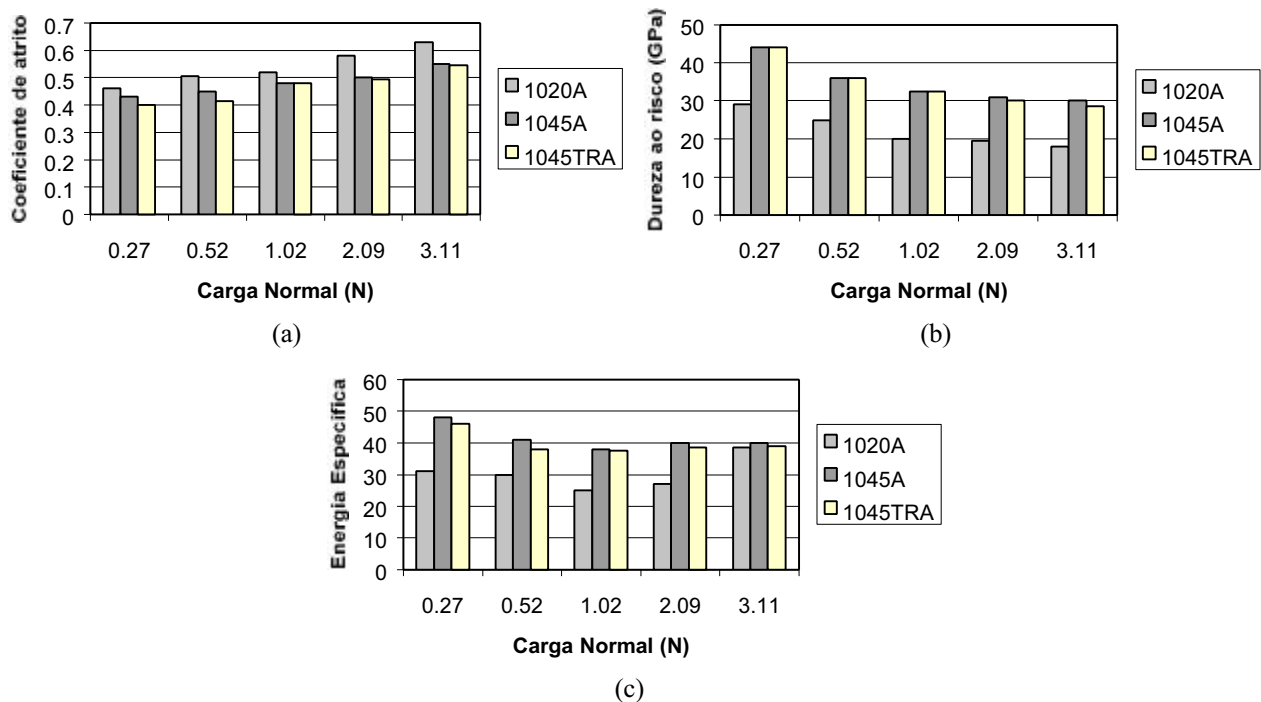 Coeficiente de atrito
0.7
0.6
0.5
0.4
0.3
0.2
0.1
0
0.27 0.52 1.02 2.09 3.11
Carga Normal (N)
1020A
1045A
1045TRA
(a)
Dureza ao risco (GPa)
50
40
30
20
10
0
0.27 0.52 1.02 2.09 3.11
Carga Normal (N)
1020A
1045A
1045TRA
(b)
Energia Especifica
60
50
40
30
20
10
0
0.27 0.52 1.02 2.09 3.11
Carga Normal (N)
1020A
1045A
1045TRA
(c)